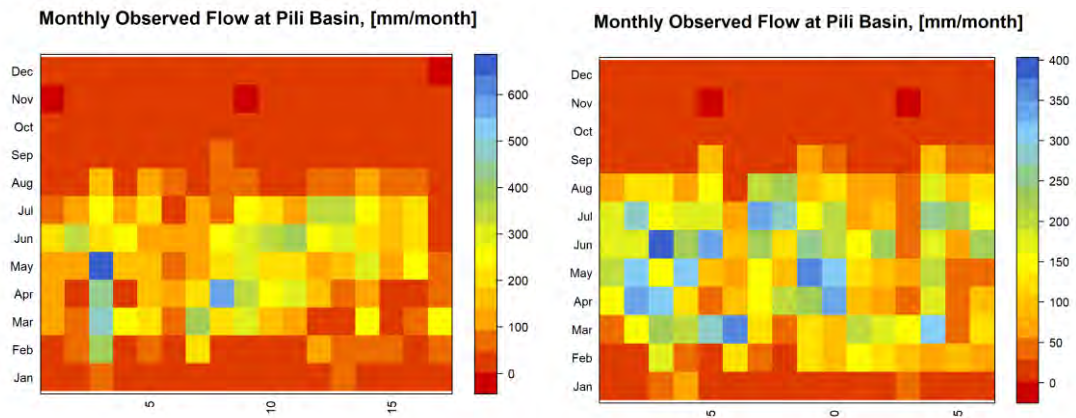 Monthly Observed Flow at Pili Basin, [mm/month]
Dec
Nov
Oct
Sep
Aug
Jul
Jun
May
Apr
Mar
Feb
Jan
5
10
15
600
500
400
300
200
100
0
Monthly Observed Flow at Pili Basin, [mm/month]
Dec
Nov
Oct
Sep
Aug
Jul
Jun
May
Apr
Mar
Feb
Jan
5
0
5
400
350
300
250
200
150
100
50
0